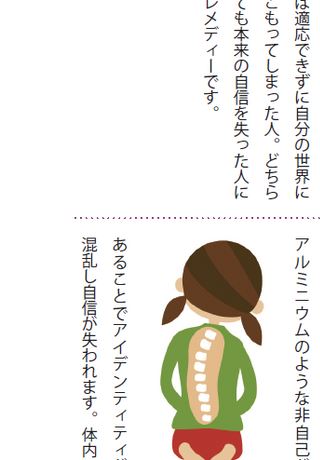 は適応できずに自分の世界に
こもってしまった人。どちら
ても本来の自信を失った人に
レメディーです。
アルミニウムのような非自己が
あることでアイデンティティが
混乱し自信が失われます。体内